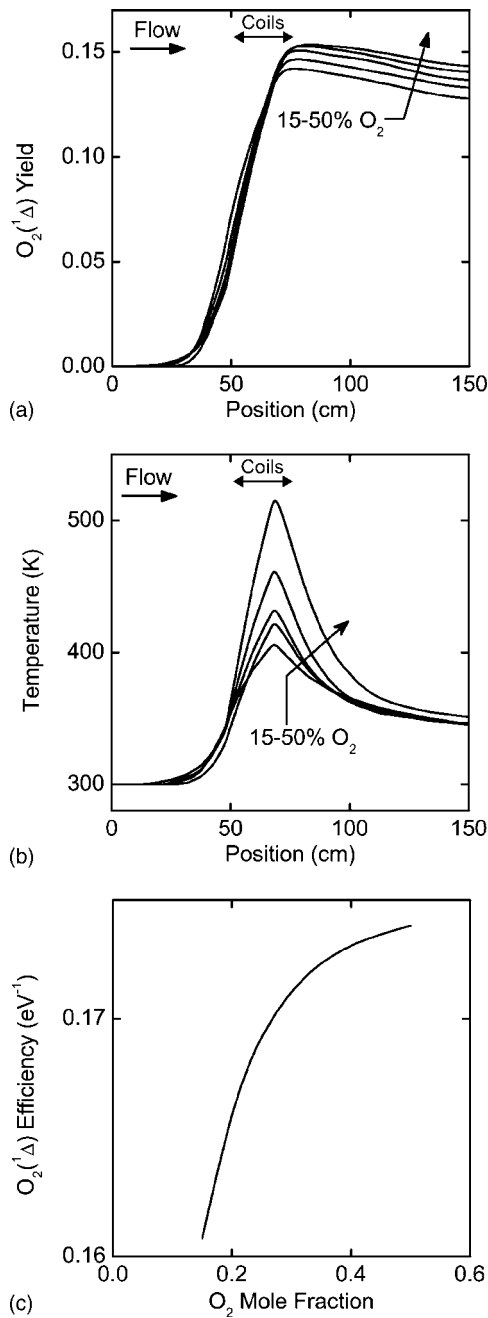 0.15
0.10
0.05
0.00
O₂(¹Δ) Yield
Flow
Coils
15-50% O₂
0
50
100
150
(a)
Position (cm)
500
400
300
Temperature (K)
Flow
Coils
15-50% O₂
0
50
100
150
(b)
Position (cm)
0.17
0.16
O₂(¹Δ) Efficiency (eV⁻¹)
0.0
0.2
0.4
0.6
(c)
O₂ Mole Fraction